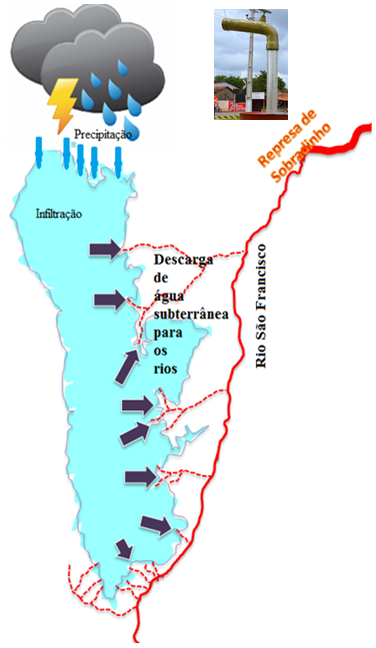 Precipitação
Represa de
Sobradinho
Infiltração
Descarga
de
água
subterrânea
para
os
rios
Rio São Francisco